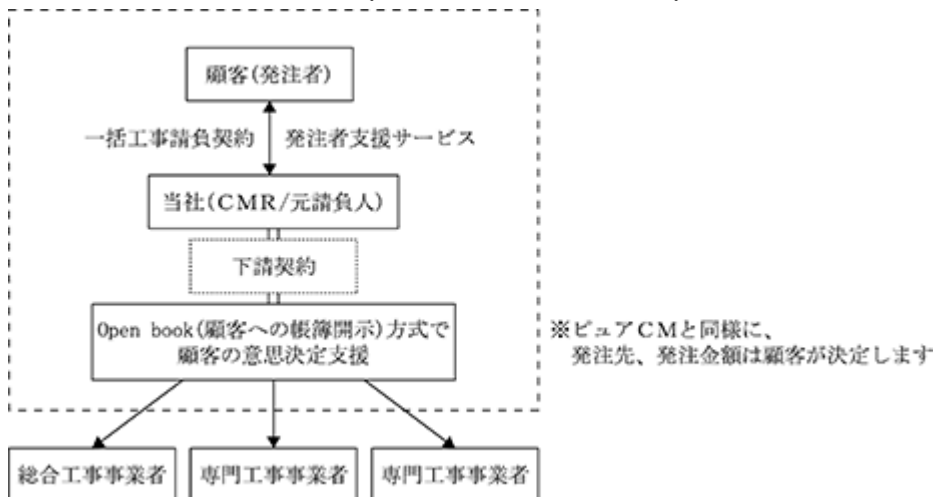 顧客(発注者)
一括工事請負契約 発注者支援サービス
当社(CMR/元請負人)
下請契約
Open book(顧客への帳簿開示)方式で
顧客の意思決定支援
※ピュアCMと同様に、
発注先、発注金額は顧客が決定します
総合工事事業者 専門工事事業者 専門工事事業者